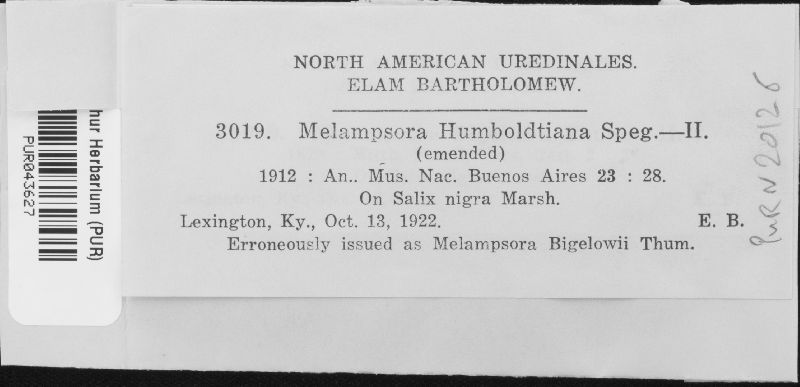 NORTH AMERICAN UREDINALES.
ELAM BARTHOLOMEW.
3019. Melampsora Humboldtiana Speg.—II.
(emended)
1912 : An.. Mus. Nac. Buenos Aires 23 : 28.
On Salix nigra Marsh.
Lexington, Ky., Oct. 13, 1922. E. B.
Erroneously issued as Melampsora Bigelowii Thum.
hur Herbarium (PUR)
PUR043627
PUR N20126